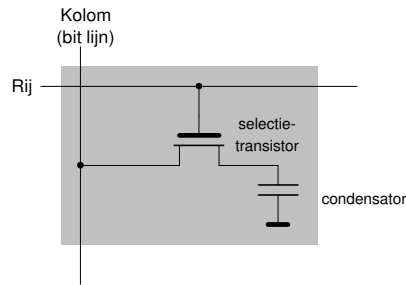 Kolom
(bit lijn)
Rij
selectie-
transistor
condensator